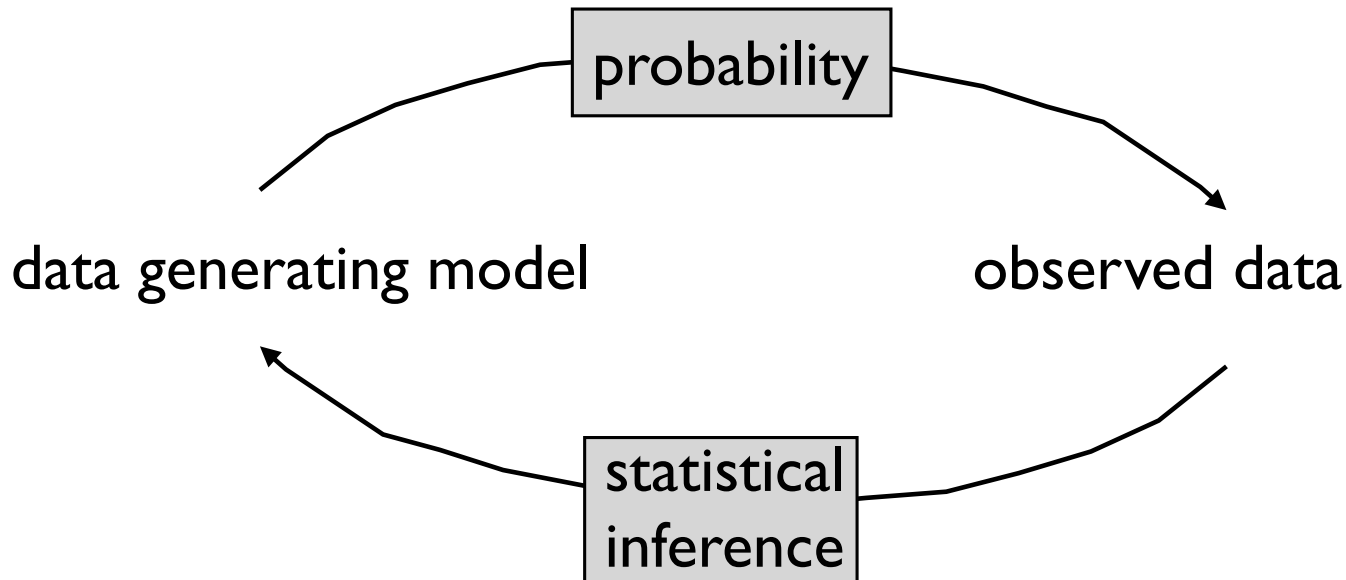 probability
data generating model
observed data
statistical
inference